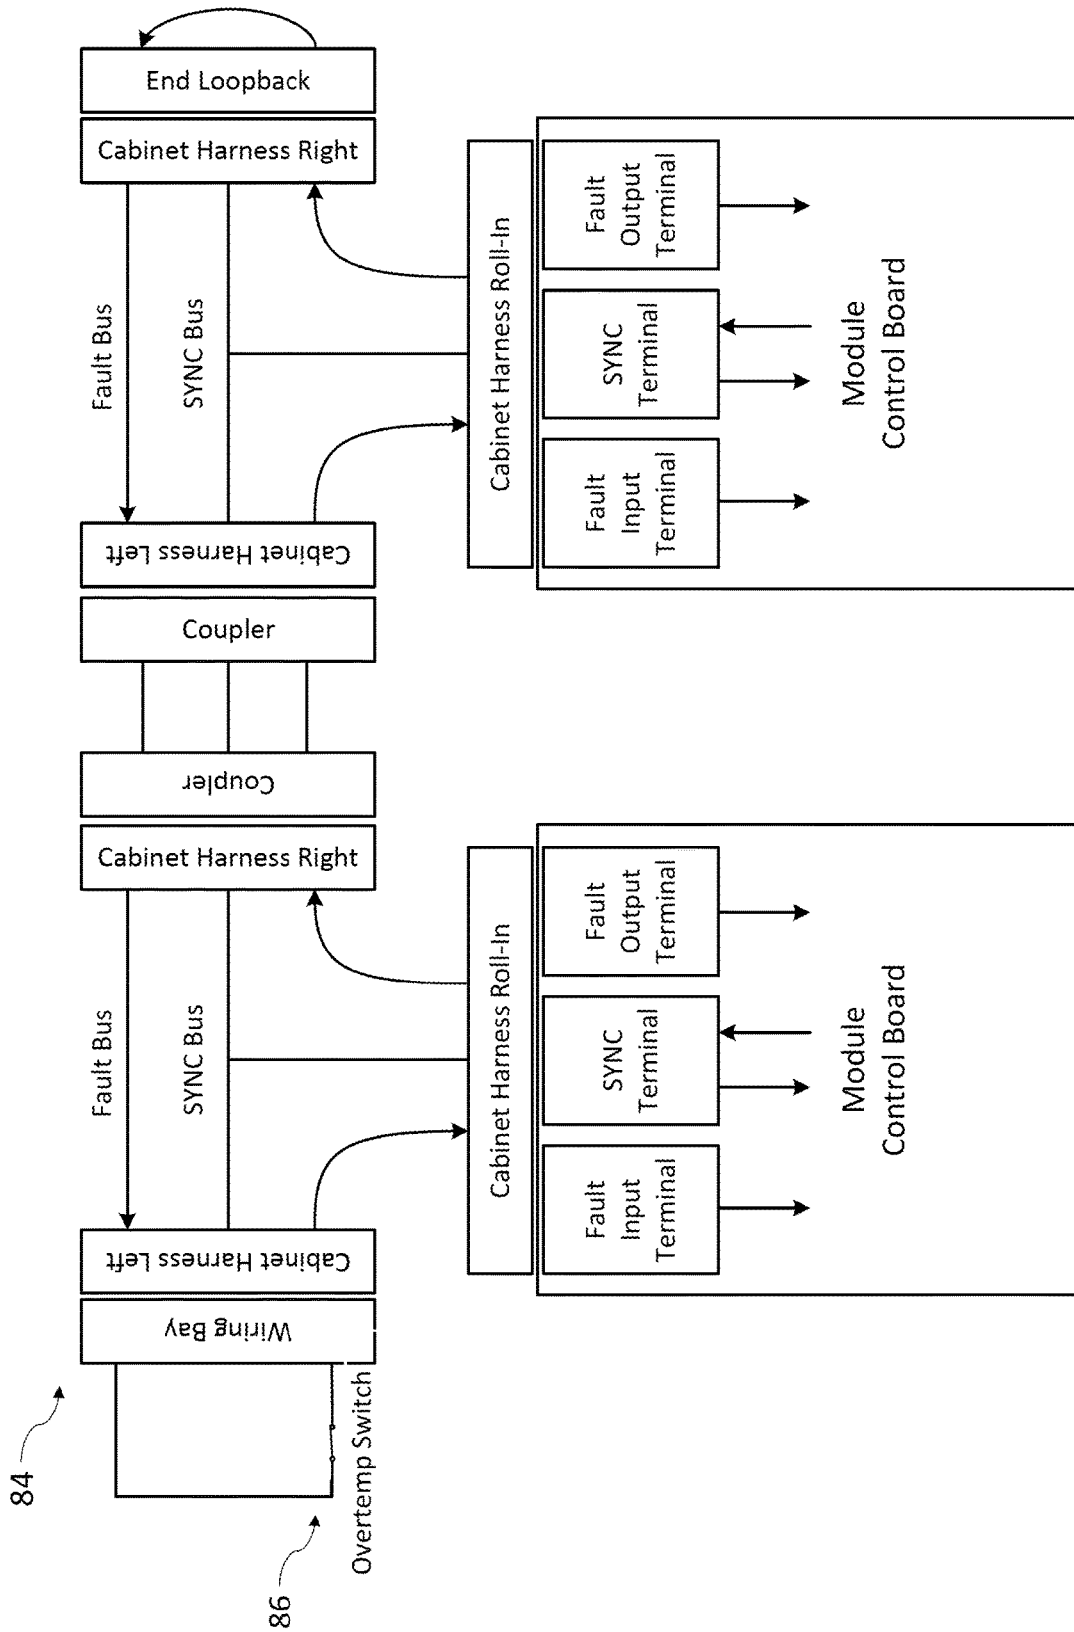 End Loopback
Cabinet Harness Right
Fault Bus
SYNC Bus
Cabinet Harness Left
Coupler
Coupler
Cabinet Harness Right
Fault Bus
SYNC Bus
Cabinet Harness Left
Wiring Bay
Overtemp Switch
84
86
Cabinet Harness Roll-In
Fault
Output
Terminal
SYNC
Terminal
Fault
Input
Terminal
Module
Control Board
Cabinet Harness Roll-In
Fault
Output
Terminal
SYNC
Terminal
Fault
Input
Terminal
Module
Control Board